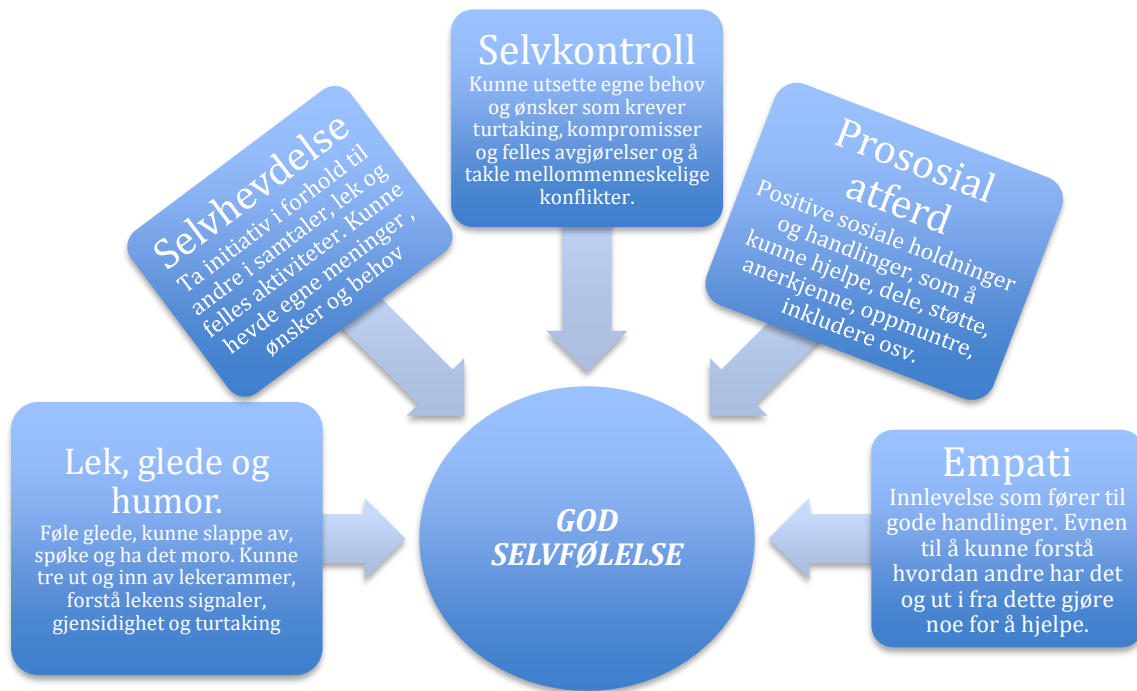 Selvkontroll
Kunne utsette egne behov
og ønsker som krever
turtaking, kompromisser
og felles avgjørelser og å
takle mellommenneskelige
konflikter.
Selvhevdelse
Ta initiativ i forhold til
andre i samtaler, lek og
felles aktiviteter. Kunne
hevde egne meninger ,
ønsker og behov
Prososial
atferd
Positive sosiale holdninger
og handlinger, som å
kunne hjelpe, dele, støtte,
anerkjenne, oppmuntre,
inkludere osv.
Lek, glede og
humor.
Føle glede, kunne slappe av,
spøke og ha det moro. Kunne
tre ut og inn av lekerammer,
forstå lekens signaler,
gjensidighet og turtaking
GOD
SELVFØLELSE
Empati
Innlevelse som fører til
gode handlinger. Evnen
til å kunne forstå
hvordan andre har det
og ut i fra dette gjøre
noe for å hjelpe.